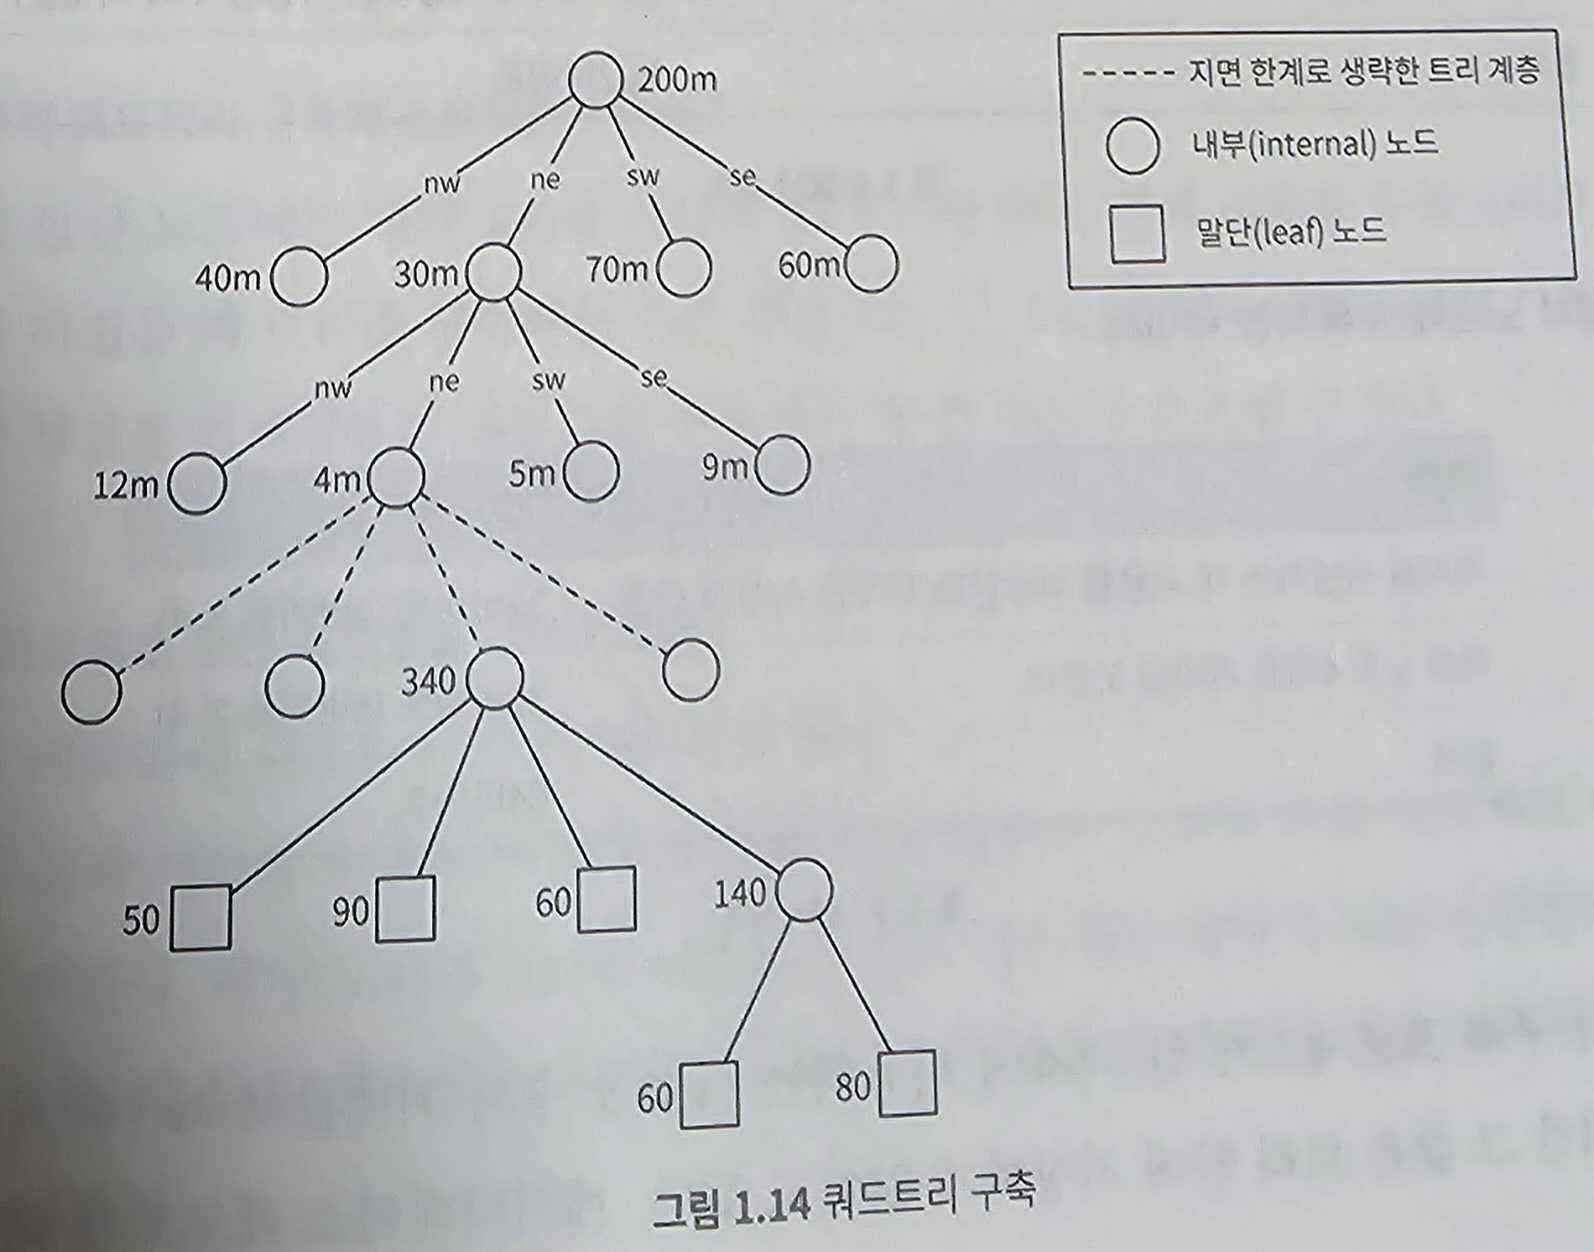 200m
----- 지면 한계로 생략한 트리 계층
내부(internal) 노드
말단(leaf) 노드
nw ne sw se
40m 30m 70m 60m
nw ne sw se
12m 4m 5m 9m
340
50 90 60 140
60 80
그림 1.14 쿼드트리 구축